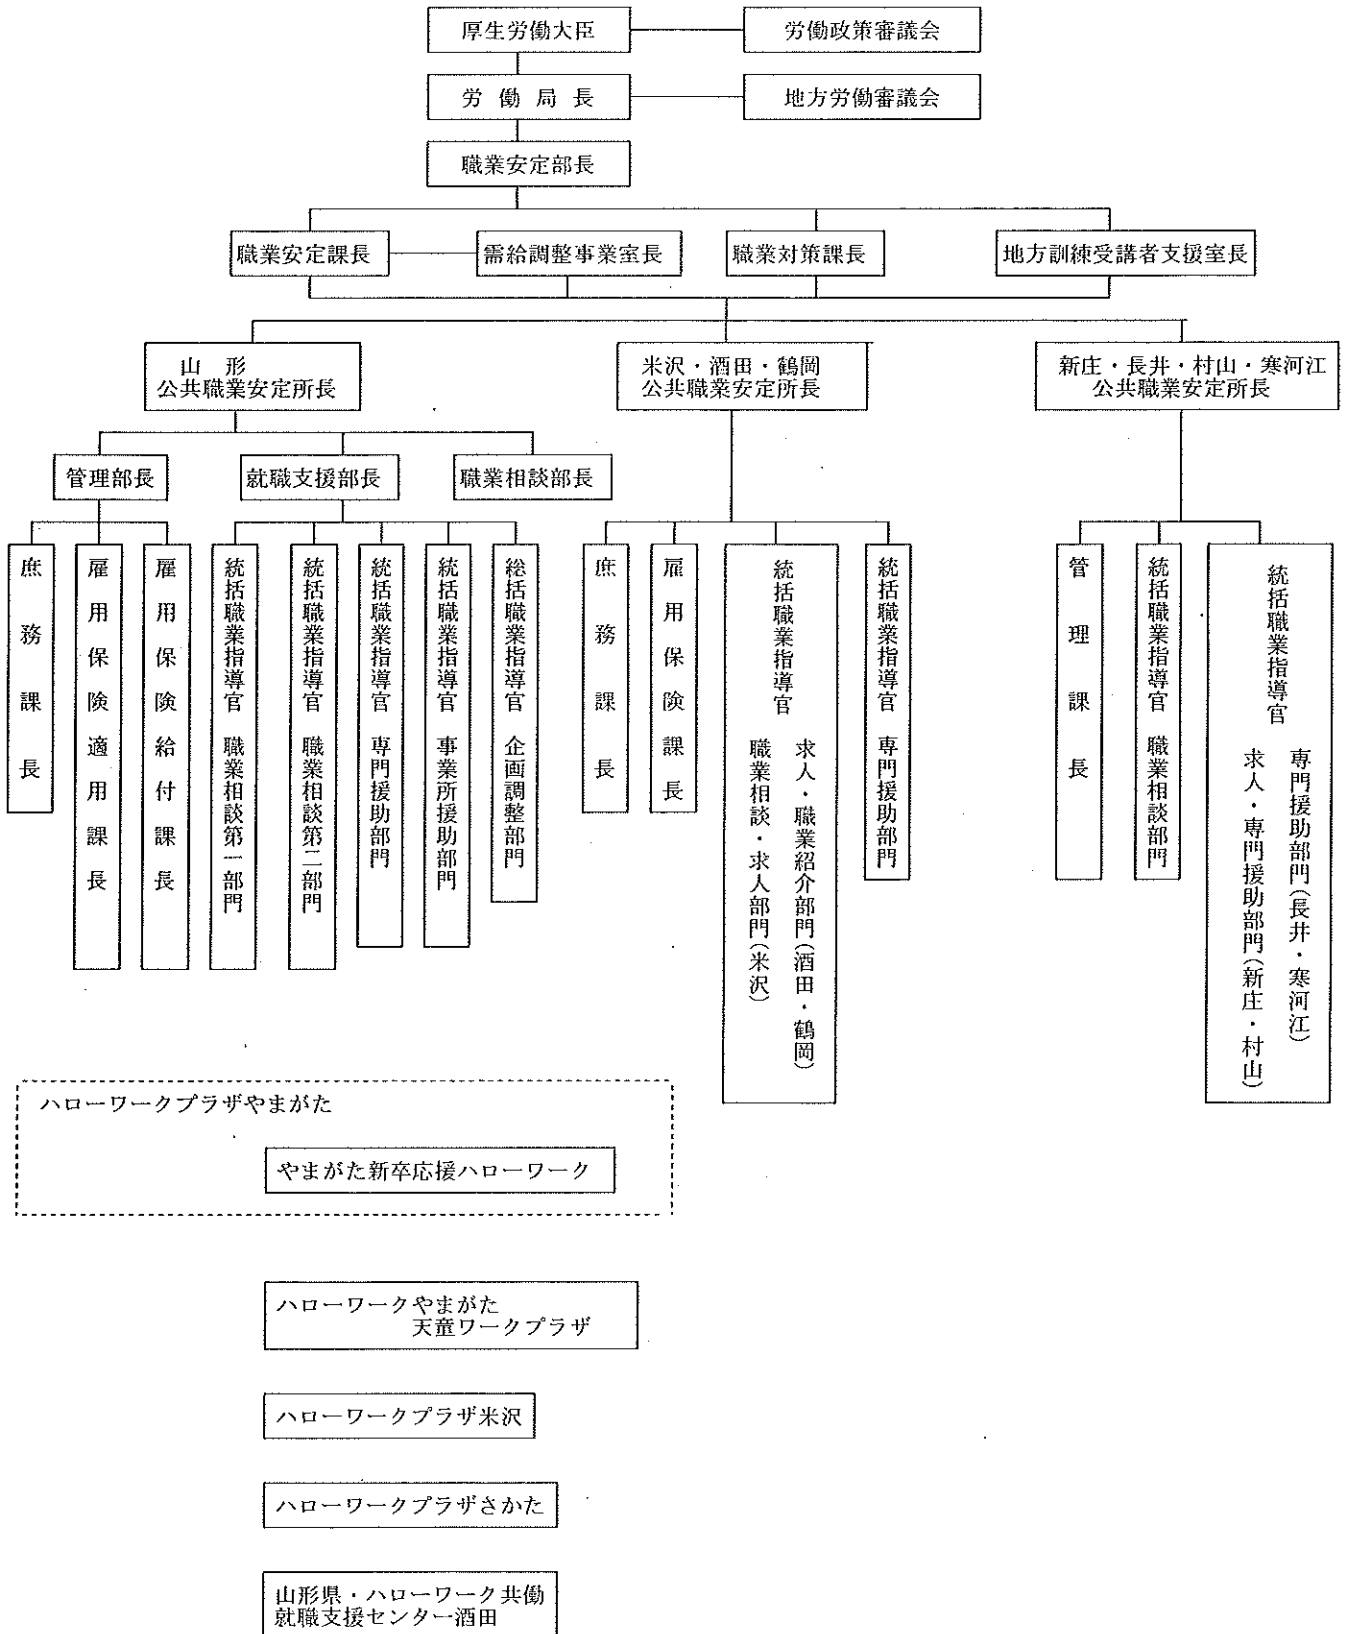 厚生労働大臣
労働政策審議会
労働局長
地方労働審議会
職業安定部長
職業安定課長
需給調整事業室長
職業対策課長
地方訓練受講者支援室長
山形
公共職業安定所長
米沢・酒田・鶴岡
公共職業安定所長
新庄・長井・村山・寒河江
公共職業安定所長
管理部長
就職支援部長
職業相談部長
庶務課長
雇用保険適用課長
雇用保険給付課長
統括職業指導官 職業相談第一部門
統括職業指導官 職業相談第二部門
統括職業指導官 専門援助部門
統括職業指導官 事業所援助部門
総括職業指導官 企画調整部門
庶務課長
雇用保険課長
統括職業指導官
求人・職業紹介部門(酒田・鶴岡)
職業相談・求人部門(米沢)
統括職業指導官 専門援助部門
管理課長
統括職業指導官 職業相談部門
統括職業指導官
専門援助部門(長井・寒河江)
求人・専門援助部門(新庄・村山)
ハローワークプラザやまがた
やまがた新卒応援ハローワーク
ハローワークやまがた
天童ワークプラザ
ハローワークプラザ米沢
ハローワークプラザさかた
山形県・ハローワーク共働
就職支援センター酒田